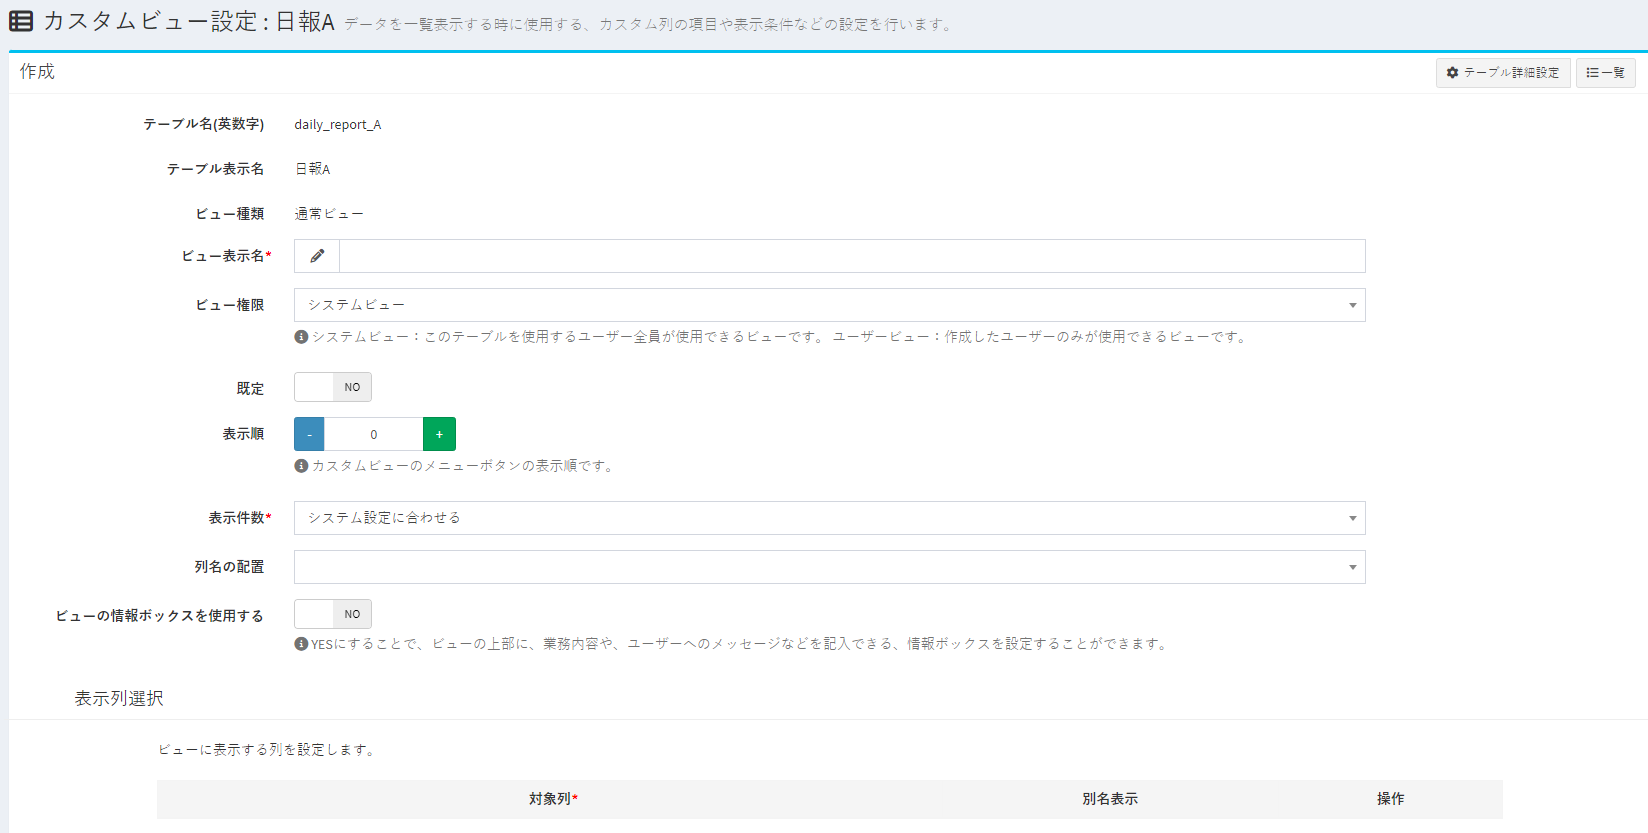 カスタムビュー設定 : 日報A データを一覧表示する時に使用する、カスタム列の項目や表示条件などの設定を行います。
作成 テーブル詳細設定 一覧
テーブル名(英数字) daily_report_A
テーブル表示名 日報A
ビュー種類 通常ビュー
ビュー表示名*
ビュー権限 システムビュー
システムビュー：このテーブルを使用するユーザー全員が使用できるビューです。 ユーザービュー：作成したユーザーのみが使用できるビューです。
既定 NO
表示順 - 0 +
カスタムビューのメニューボタンの表示順です。
表示件数* システム設定に合わせる
列名の配置
ビューの情報ボックスを使用する NO
YESにすることで、ビューの上部に、業務内容や、ユーザーへのメッセージなどを記入できる、情報ボックスを設定することができます。
表示列選択
ビューに表示する列を設定します。
対象列* 別名表示 操作